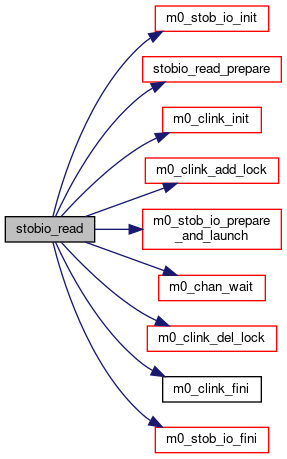 m0_stob_io_init
stobio_read_prepare
m0_clink_init
m0_clink_add_lock
stobio_read
m0_stob_io_prepare
_and_launch
m0_chan_wait
m0_clink_del_lock
m0_clink_fini
m0_stob_io_fini